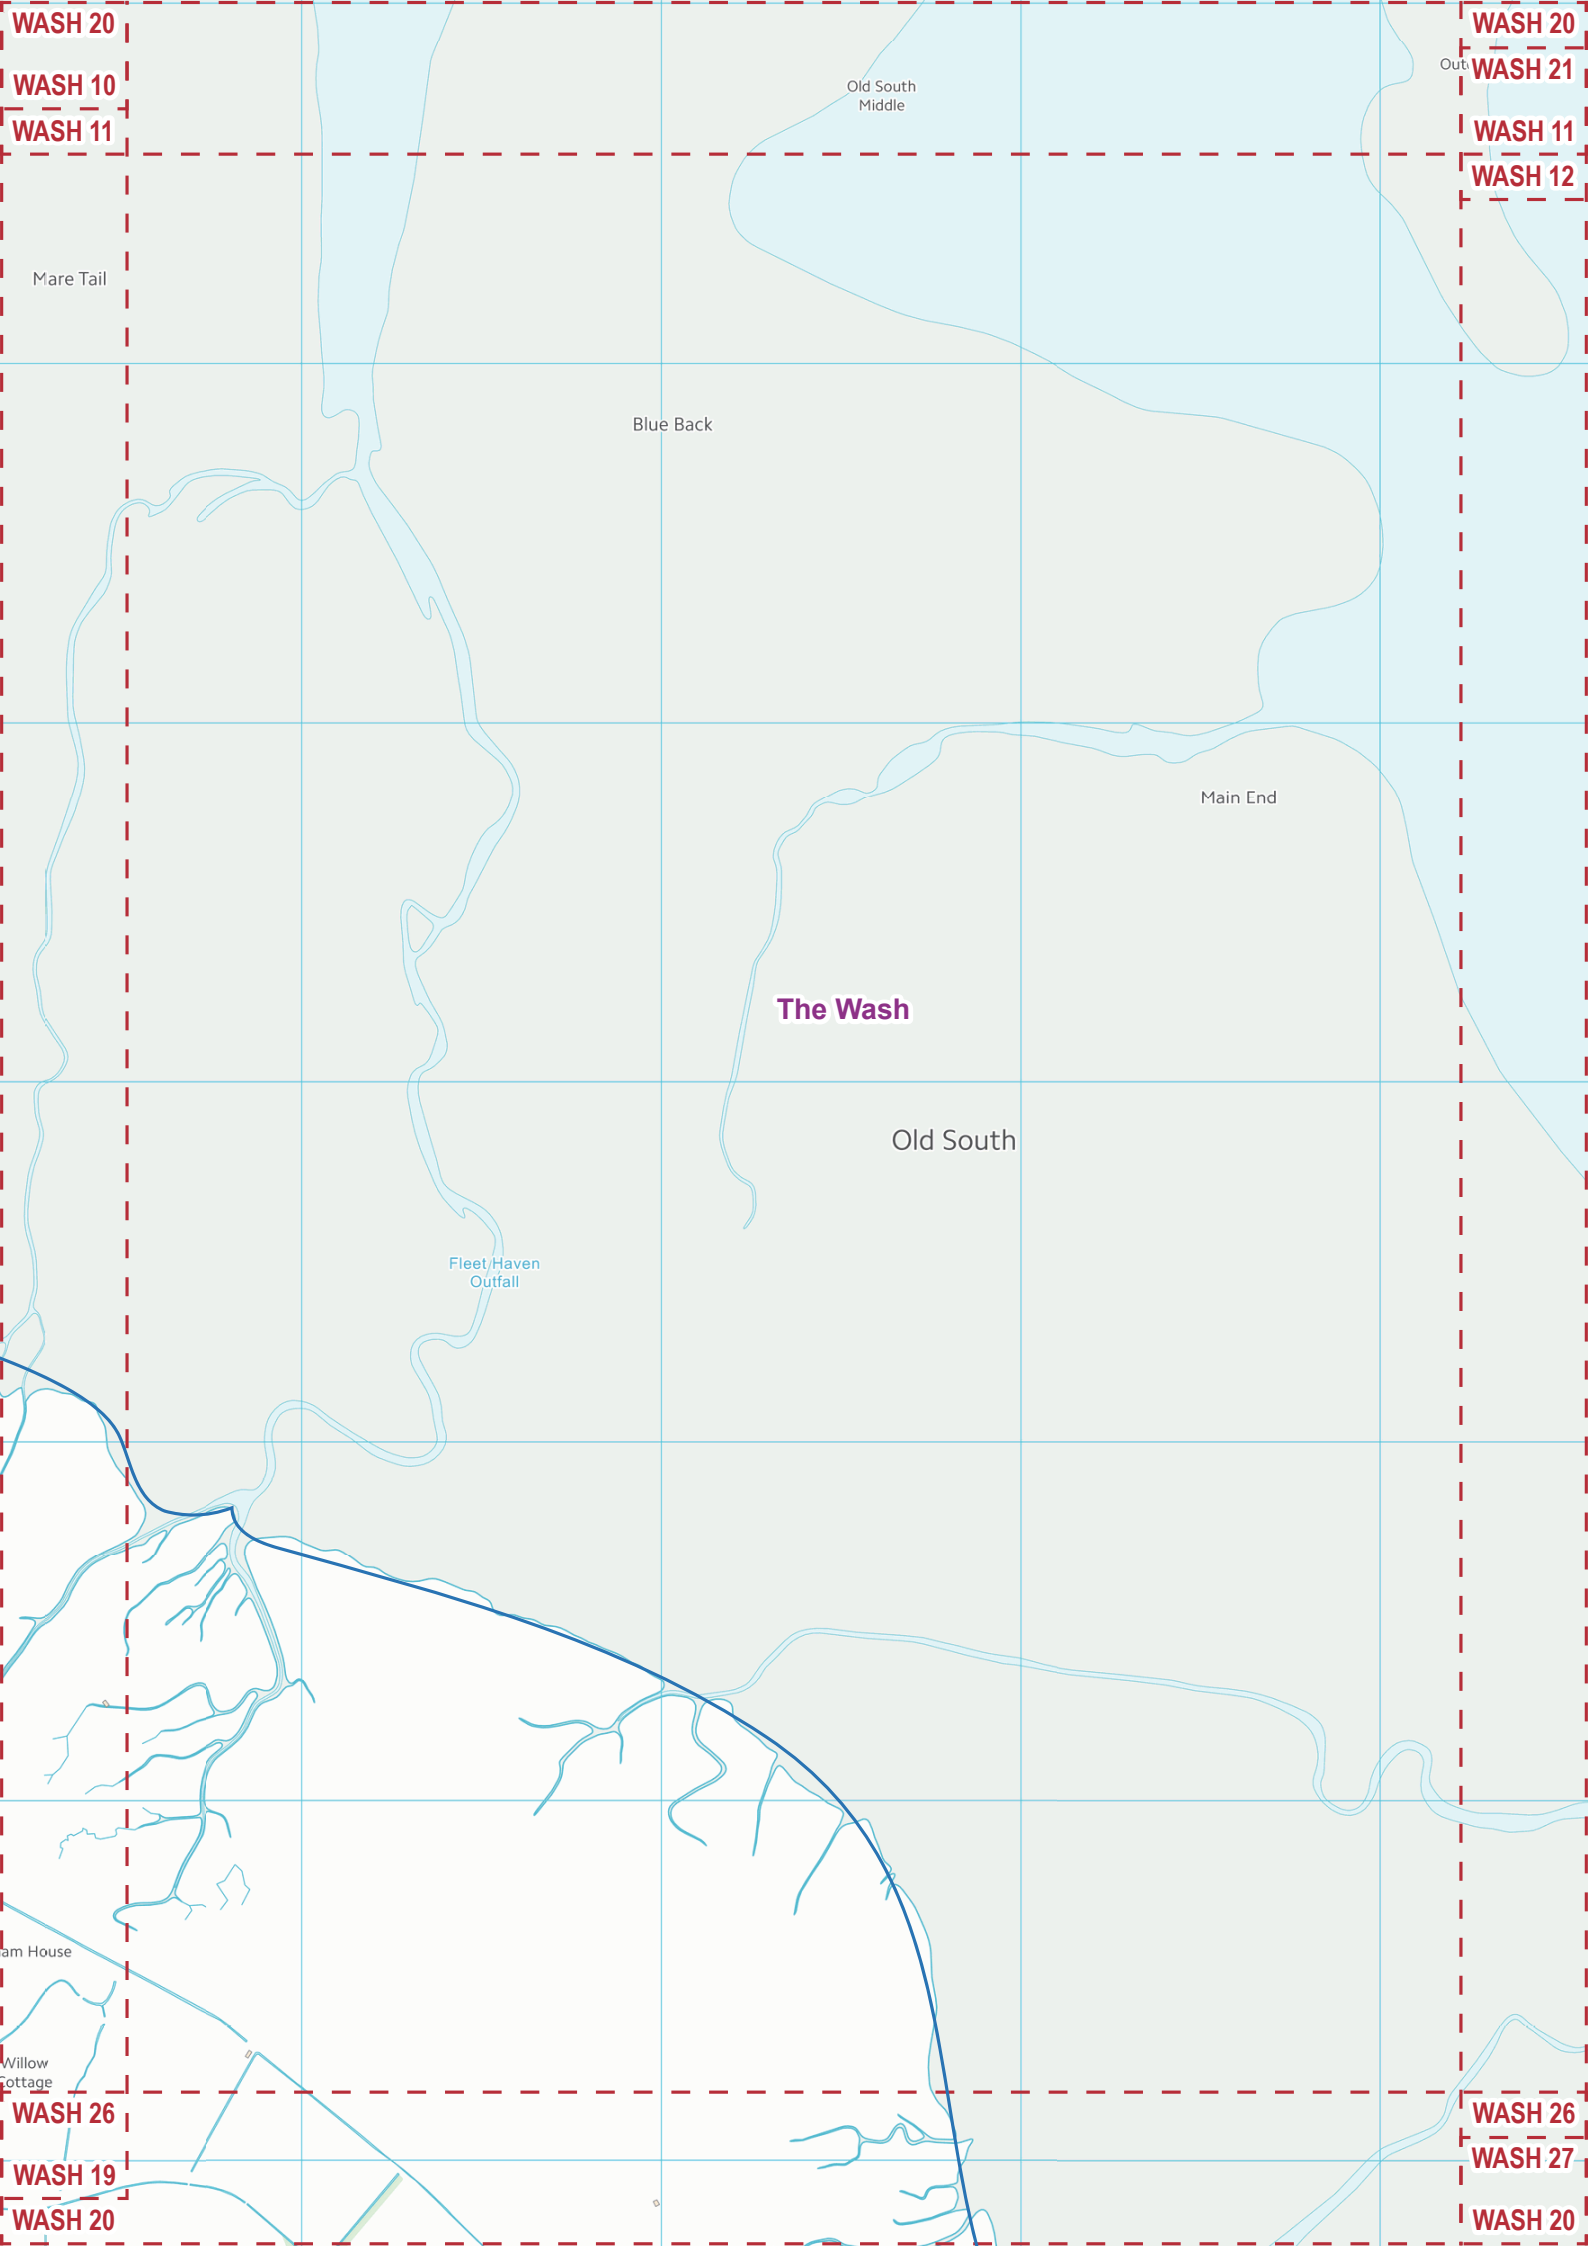 WASH 20
WASH 20
WASH 21
Old South
Middle
WASH 10
WASH 11
WASH 11
WASH 12
Mare Tail
Blue Back
Main End
The Wash
Old South
Fleet Haven
Outfall
am House
Willow
Cottage
WASH 26
WASH 19
WASH 20
WASH 26
WASH 27
WASH 20